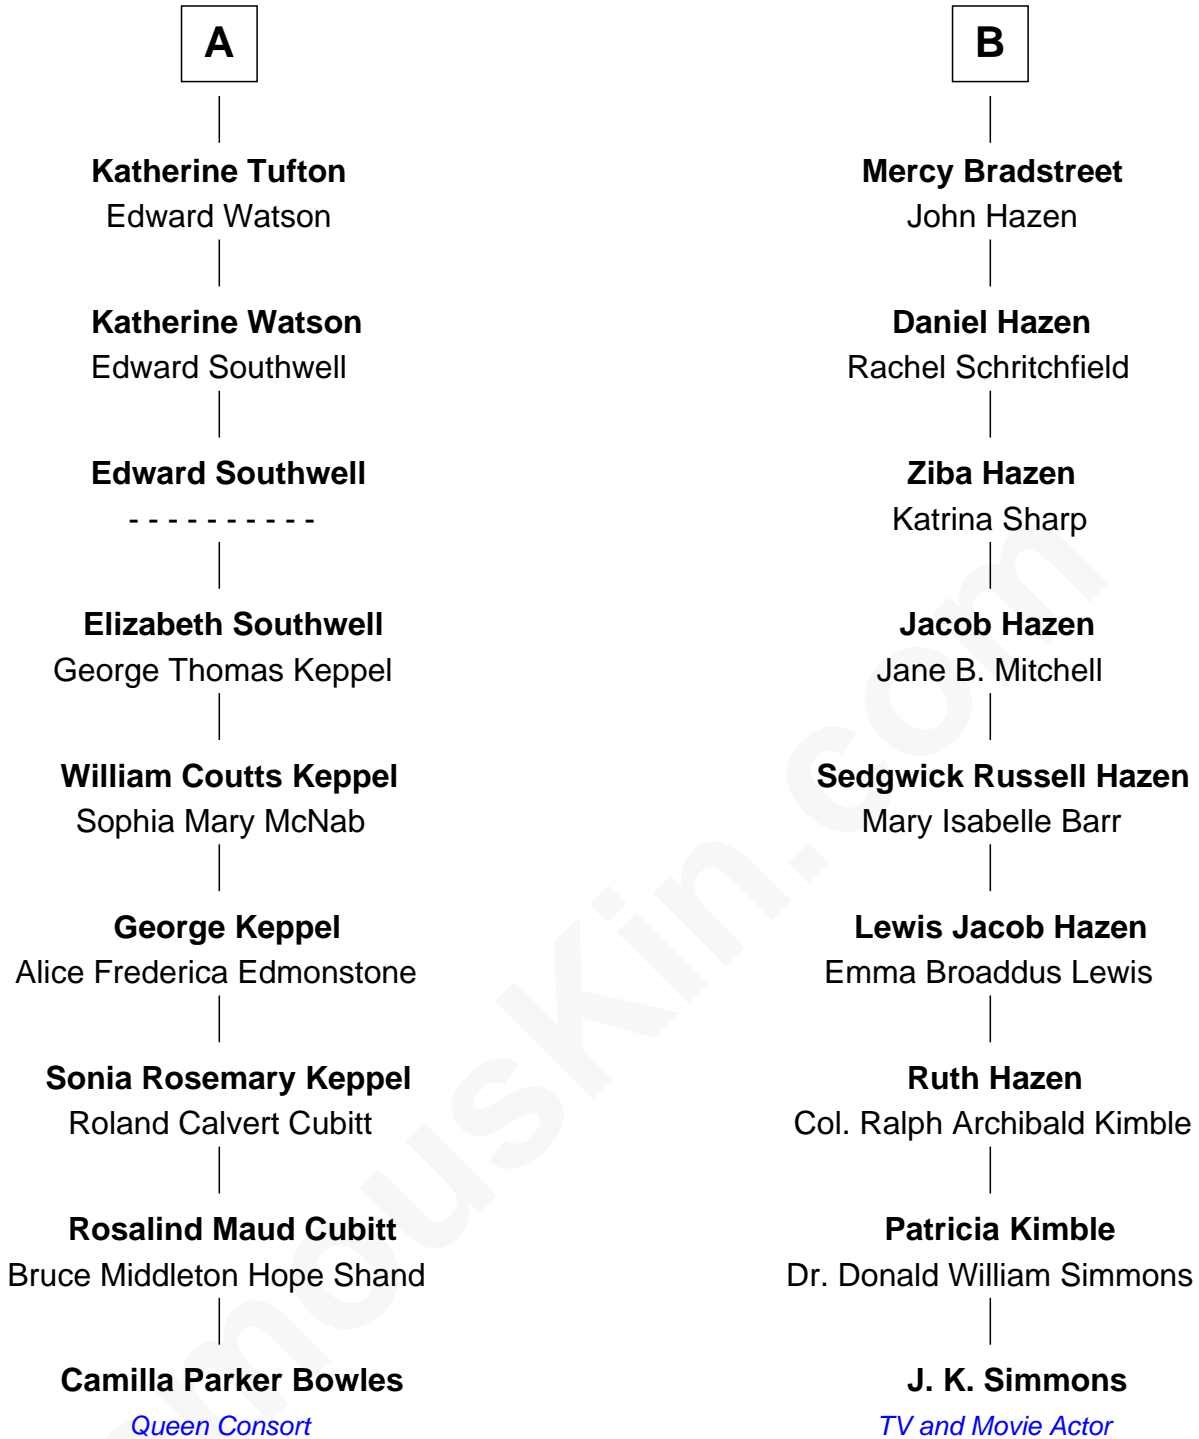 A
Katherine Tufton
Edward Watson
Katherine Watson
Edward Southwell
Edward Southwell
- - - - - - - - - -
Elizabeth Southwell
George Thomas Keppel
William Coutts Keppel
Sophia Mary McNab
George Keppel
Alice Frederica Edmonstone
Sonia Rosemary Keppel
Roland Calvert Cubitt
Rosalind Maud Cubitt
Bruce Middleton Hope Shand
Camilla Parker Bowles
Queen Consort
B
Mercy Bradstreet
John Hazen
Daniel Hazen
Rachel Schritchfield
Ziba Hazen
Katrina Sharp
Jacob Hazen
Jane B. Mitchell
Sedgwick Russell Hazen
Mary Isabelle Barr
Lewis Jacob Hazen
Emma Broaddus Lewis
Ruth Hazen
Col. Ralph Archibald Kimble
Patricia Kimble
Dr. Donald William Simmons
J. K. Simmons
TV and Movie Actor
mousKin.com